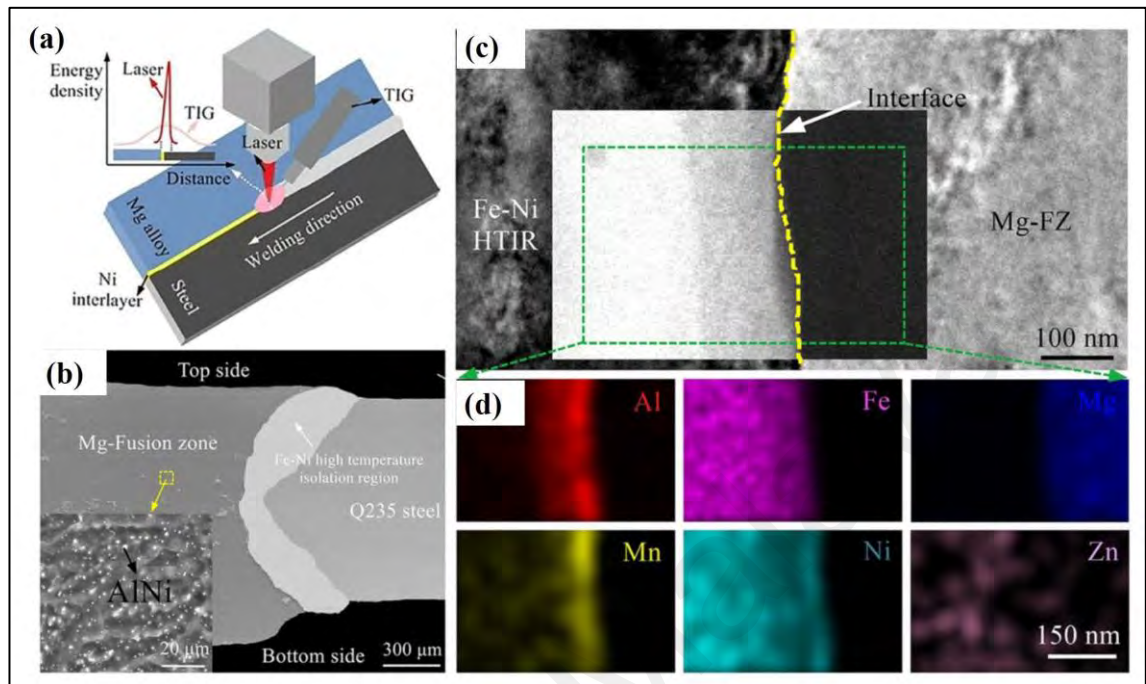 (a)
Energy
density
Laser
TIG
Distance
TIG
Laser
Mg alloy
Welding direction
Ni
interlayer
Steel
(b)
Top side
Mg-Fusion zone
Fe-Ni high temperature
isolation region
Q235 steel
AlNi
20 μm
Bottom side
300 μm
(c)
Interface
Fe-Ni
HTIR
Mg-FZ
100 nm
(d)
Al
Fe
Mg
Mn
Ni
Zn
150 nm